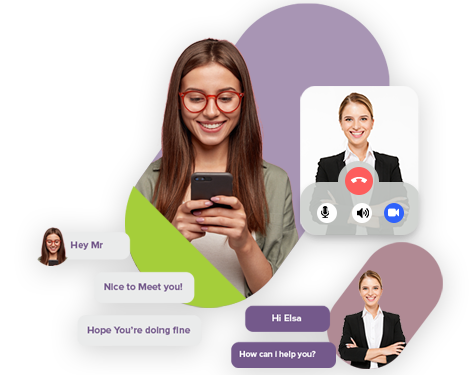 Hey Mr
Nice to Meet you!
Hope You're doing fine
Hi Elsa
How can i help you?